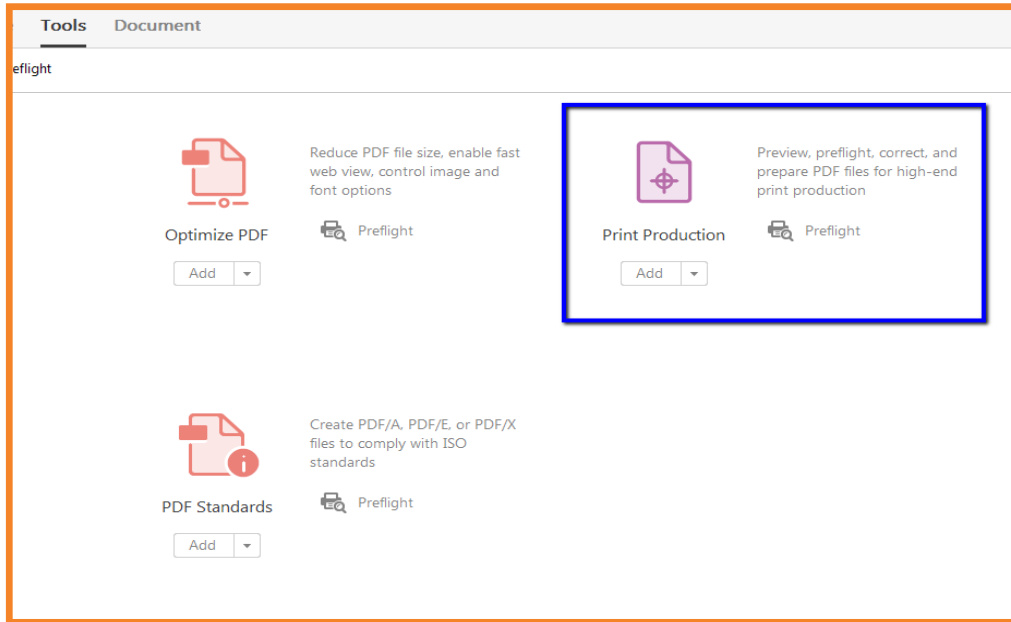 Tools Document
eflight
Reduce PDF file size, enable fast
web view, control image and
font options
Preflight
Optimize PDF
Add
Preview, preflight, correct, and
prepare PDF files for high-end
print production
Preflight
Print Production
Add
Create PDF/A, PDF/E, or PDF/X
files to comply with ISO
standards
Preflight
PDF Standards
Add